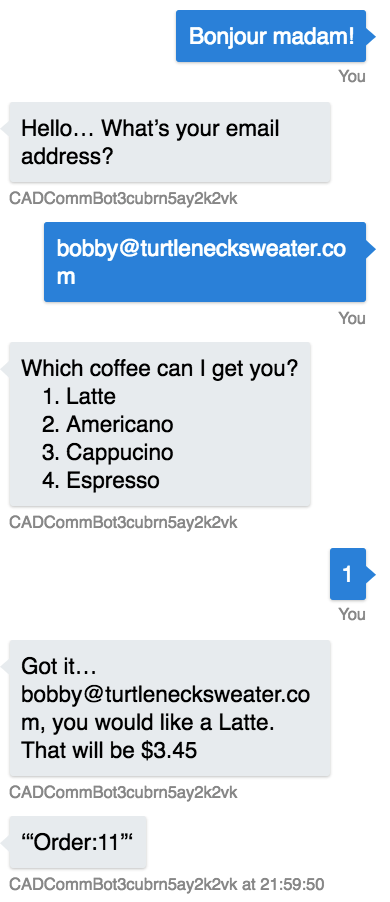 Bonjour madam!
You
Hello… What’s your email
address?
CADCommBot3cubrn5ay2k2vk
bobby@turtlenecksweater.co
m
You
Which coffee can I get you?
1. Latte
2. Americano
3. Cappucino
4. Espresso
CADCommBot3cubrn5ay2k2vk
1
You
Got it…
bobby@turtlenecksweater.co
m, you would like a Latte.
That will be $3.45
CADCommBot3cubrn5ay2k2vk
‘“Order:11”‘
CADCommBot3cubrn5ay2k2vk at 21:59:50